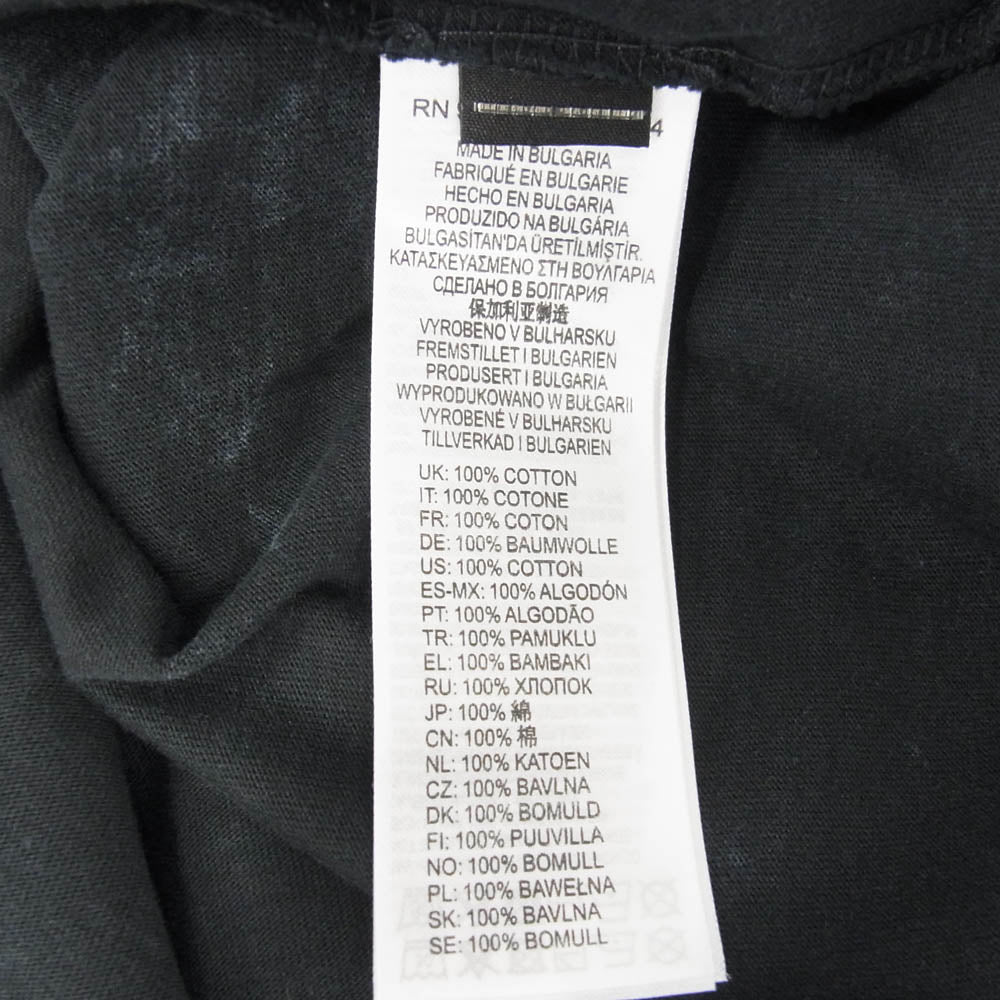 RN 4
MADE IN BULGARIA
FABRIQUÉ EN BULGARIE
HECHO EN BULGARIA
PRODUZIDO NA BULGÁRIA
BULGASİTAN'DA ÜRETİLMİŞTİR.
ΚΑΤΑΣΚΕΥΑΣΜΕΝΟ ΣΤΗ ΒΟΥΛΓΑΡΙΑ
СДЕЛАНО В БОЛГАРИЯ
保加利亚制造
VYROBENO V BULHARSKU
FREMSTILLET I BULGARIEN
PRODUSERT I BULGARIA
WYPRODUKOWANO W BUŁGARII
VYROBENÉ V BULHARSKU
TILLVERKAD I BULGARIEN
UK: 100% COTTON
IT: 100% COTONE
FR: 100% COTON
DE: 100% BAUMWOLLE
US: 100% COTTON
ES-MX: 100% ALGODÓN
PT: 100% ALGODÃO
TR: 100% PAMUKLU
EL: 100% ΒΑΜΒΑΚΙ
RU: 100% ХЛОПОК
JP: 100% 綿
CN: 100% 棉
NL: 100% KATOEN
CZ: 100% BAVLNA
DK: 100% BOMULD
FI: 100% PUUVILLA
NO: 100% BOMULL
PL: 100% BAWEŁNA
SK: 100% BAVLNA
SE: 100% BOMULL